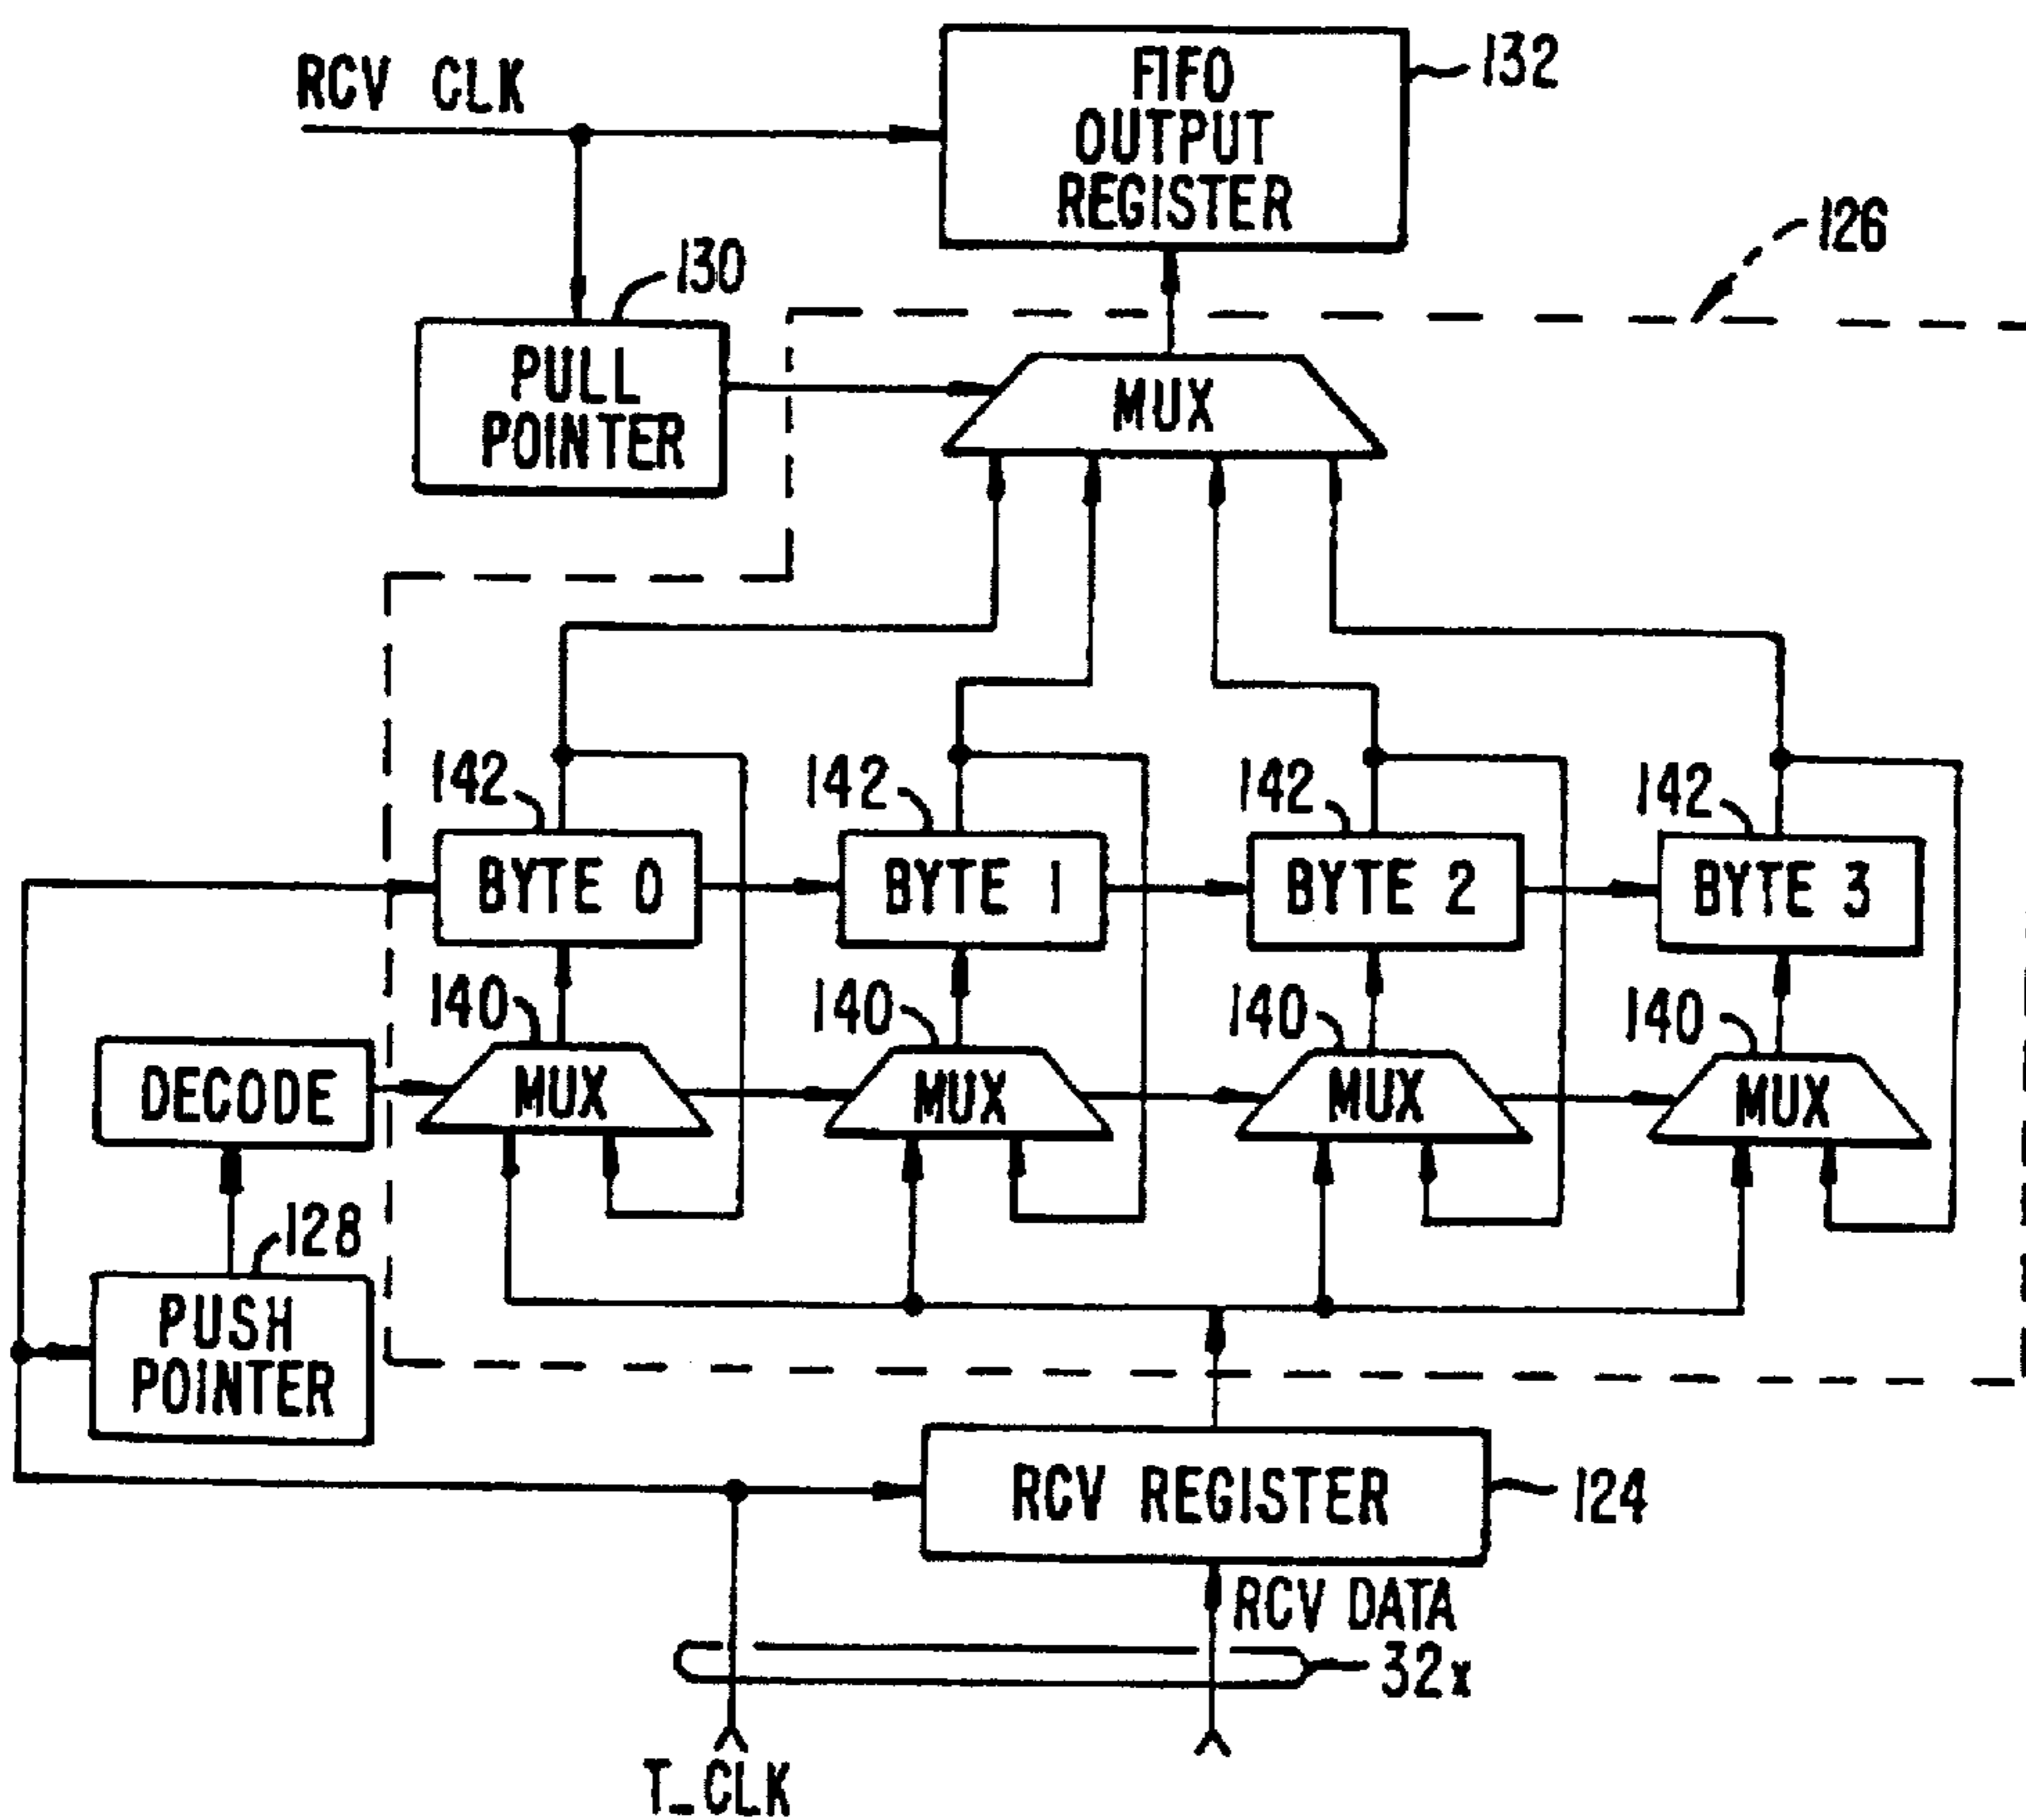 RCV CLK
FIFO
OUTPUT
REGISTER
132
126
130
PULL
POINTER
MUX
142
142
142
142
BYTE 0
BYTE 1
BYTE 2
BYTE 3
140
140
140
140
DECODE
MUX
MUX
MUX
MUX
128
PUSH
POINTER
RCV REGISTER
124
RCV DATA
32x
T_CLK